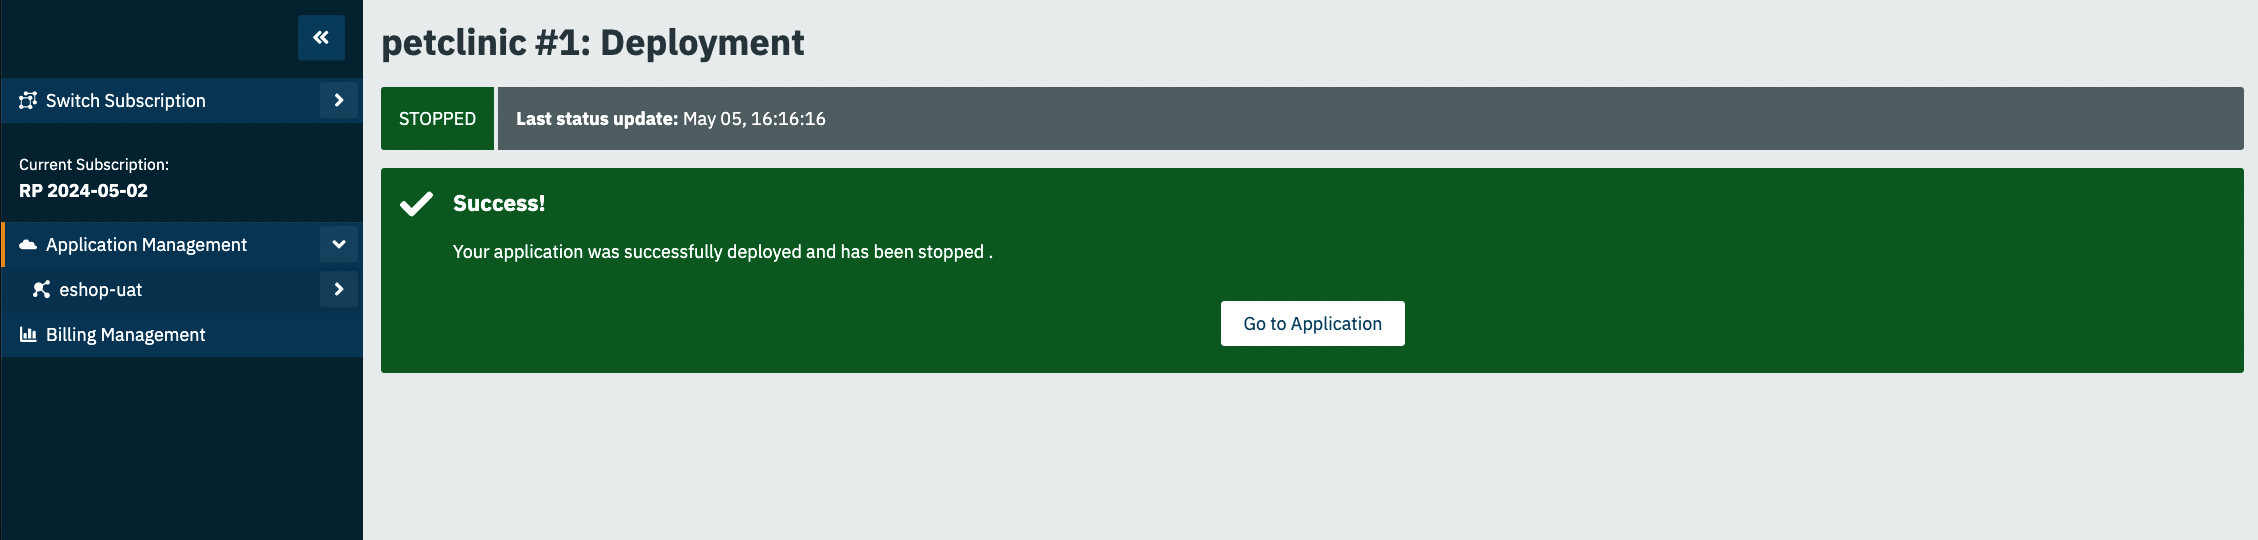 Switch Subscription
Current Subscription:
RP 2024-05-02
Application Management
eshop-uat
Billing Management
petclinic #1: Deployment
STOPPED
Last status update: May 05, 16:16:16
Success!
Your application was successfully deployed and has been stopped .
Go to Application